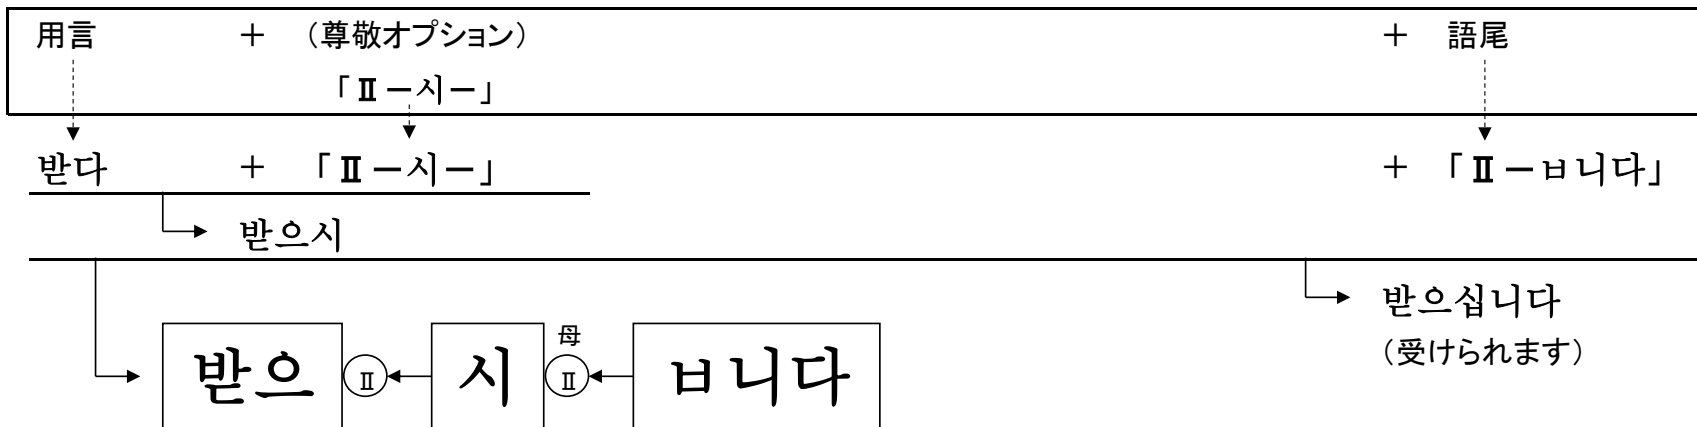 用言 ＋ （尊敬オプション） ＋ 語尾
「Ⅱ－시－」
받다 ＋ 「Ⅱ－시－」 ＋ 「Ⅱ－ㅂ니다」
받으시
받으십니다
（受けられます）
母
받으 Ⅱ 시 Ⅱ ㅂ니다